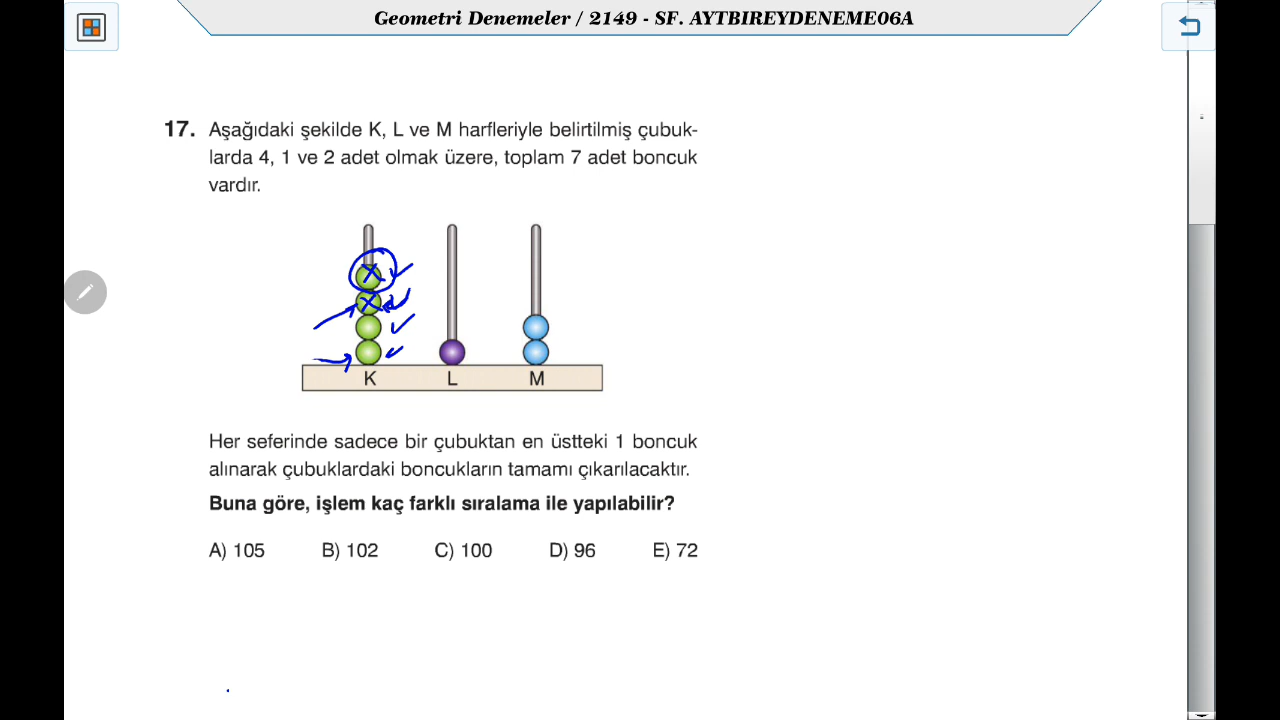 Geometri Denemeler / 2149 - SF. AYTBIREYDENEME06A
17. Aşağıdaki şekilde K, L ve M harfleriyle belirtilmiş çubuk-
larda 4, 1 ve 2 adet olmak üzere, toplam 7 adet boncuk
vardır.
K L M
Her seferinde sadece bir çubuktan en üstteki 1 boncuk
alınarak çubuklardaki boncukların tamamı çıkarılacaktır.
Buna göre, işlem kaç farklı sıralama ile yapılabilir?
A) 105 B) 102 C) 100 D) 96 E) 72